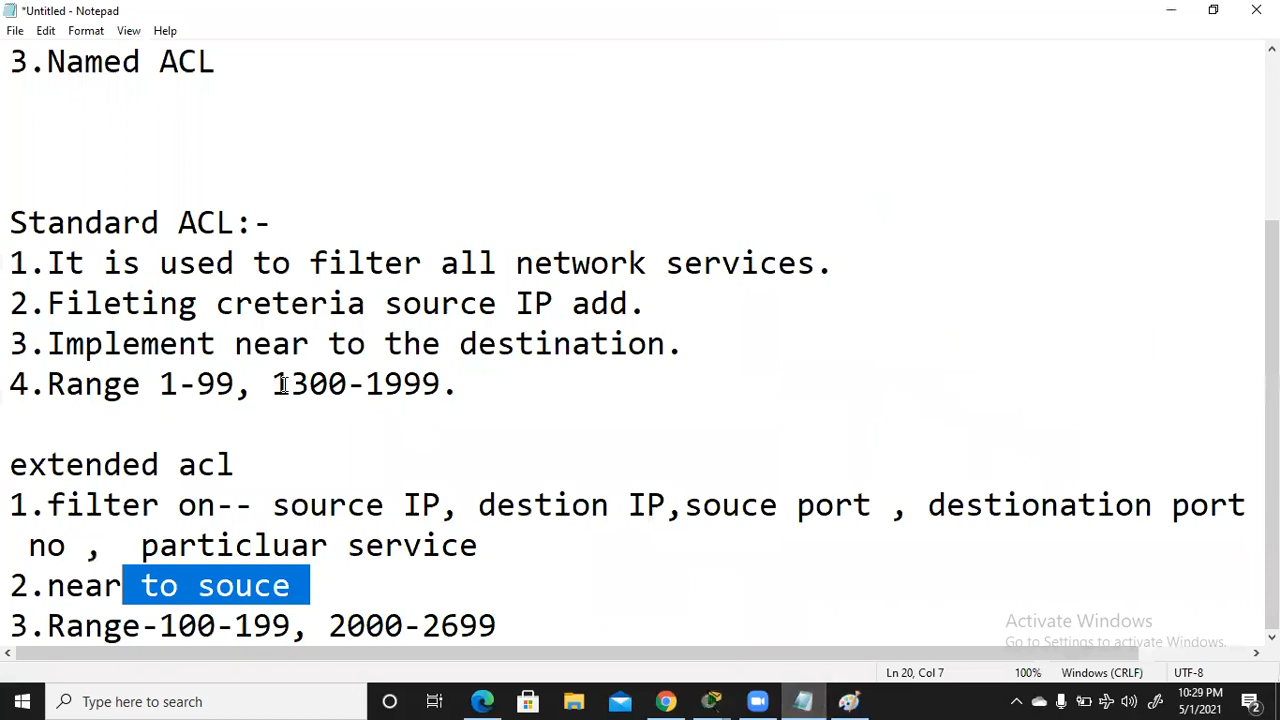 *Untitled - Notepad
File Edit Format View Help
3.Named ACL
Standard ACL:-
1.It is used to filter all network services.
2.Fileting creteria source IP add.
3.Implement near to the destination.
4.Range 1-99, 1300-1999.
extended acl
1.filter on-- source IP, destion IP,souce port , destionation port
no , particluar service
2.near to souce
3.Range-100-199, 2000-2699
Activate Windows
Go to Settings to activate Windows.
Ln 20, Col 7 100% Windows (CRLF) UTF-8
Type here to search
10:29 PM
5/1/2021
2